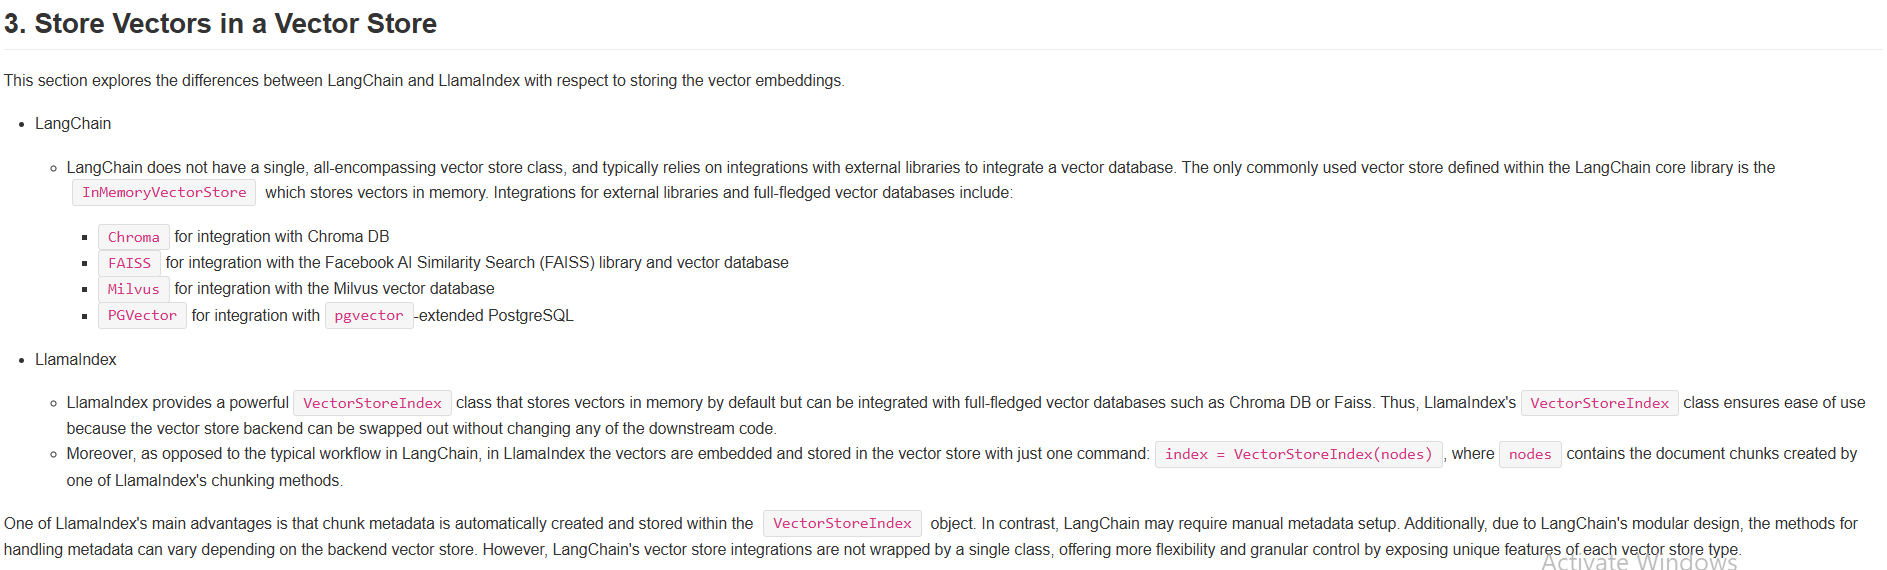 3. Store Vectors in a Vector Store
This section explores the differences between LangChain and LlamaIndex with respect to storing the vector embeddings.
• LangChain
◦ LangChain does not have a single, all-encompassing vector store class, and typically relies on integrations with external libraries to integrate a vector database. The only commonly used vector store defined within the LangChain core library is the
InMemoryVectorStore which stores vectors in memory. Integrations for external libraries and full-fledged vector databases include:
▪ Chroma for integration with Chroma DB
▪ FAISS for integration with the Facebook AI Similarity Search (FAISS) library and vector database
▪ Milvus for integration with the Milvus vector database
▪ PGVector for integration with pgvector -extended PostgreSQL
• LlamaIndex
◦ LlamaIndex provides a powerful VectorStoreIndex class that stores vectors in memory by default but can be integrated with full-fledged vector databases such as Chroma DB or Faiss. Thus, LlamaIndex's VectorStoreIndex class ensures ease of use
because the vector store backend can be swapped out without changing any of the downstream code.
◦ Moreover, as opposed to the typical workflow in LangChain, in LlamaIndex the vectors are embedded and stored in the vector store with just one command: index = VectorStoreIndex(nodes) , where nodes contains the document chunks created by
one of LlamaIndex's chunking methods.
One of LlamaIndex's main advantages is that chunk metadata is automatically created and stored within the VectorStoreIndex object. In contrast, LangChain may require manual metadata setup. Additionally, due to LangChain's modular design, the methods for
handling metadata can vary depending on the backend vector store. However, LangChain's vector store integrations are not wrapped by a single class, offering more flexibility and granular control by exposing unique features of each vector store type.
Activate Windows